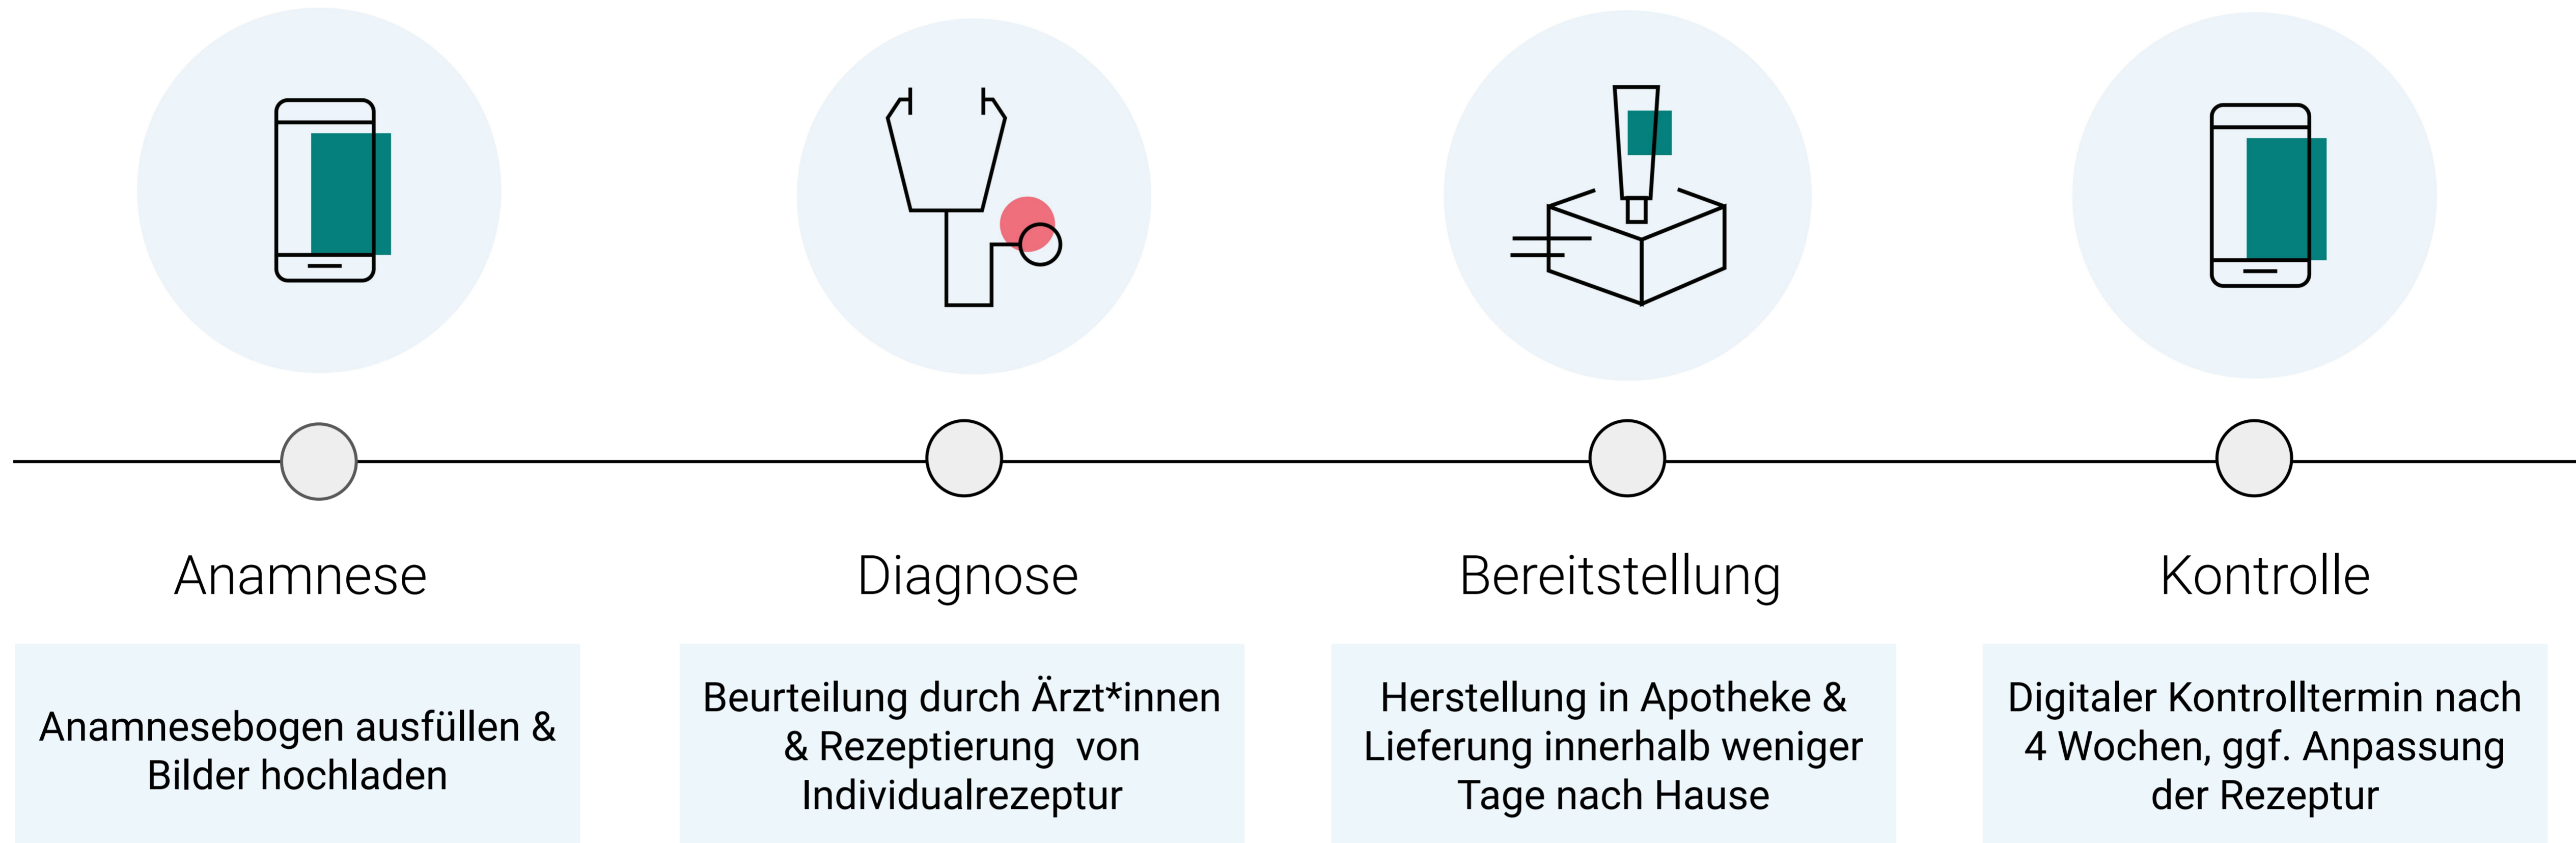 Anamnese
Diagnose
Bereitstellung
Kontrolle
Anamnesebogen ausfüllen &
Bilder hochladen
Beurteilung durch Ärzt*innen
& Rezeptierung  von
Individualrezeptur
Herstellung in Apotheke &
Lieferung innerhalb weniger
Tage nach Hause
Digitaler Kontrolltermin nach
4 Wochen, ggf. Anpassung
der Rezeptur